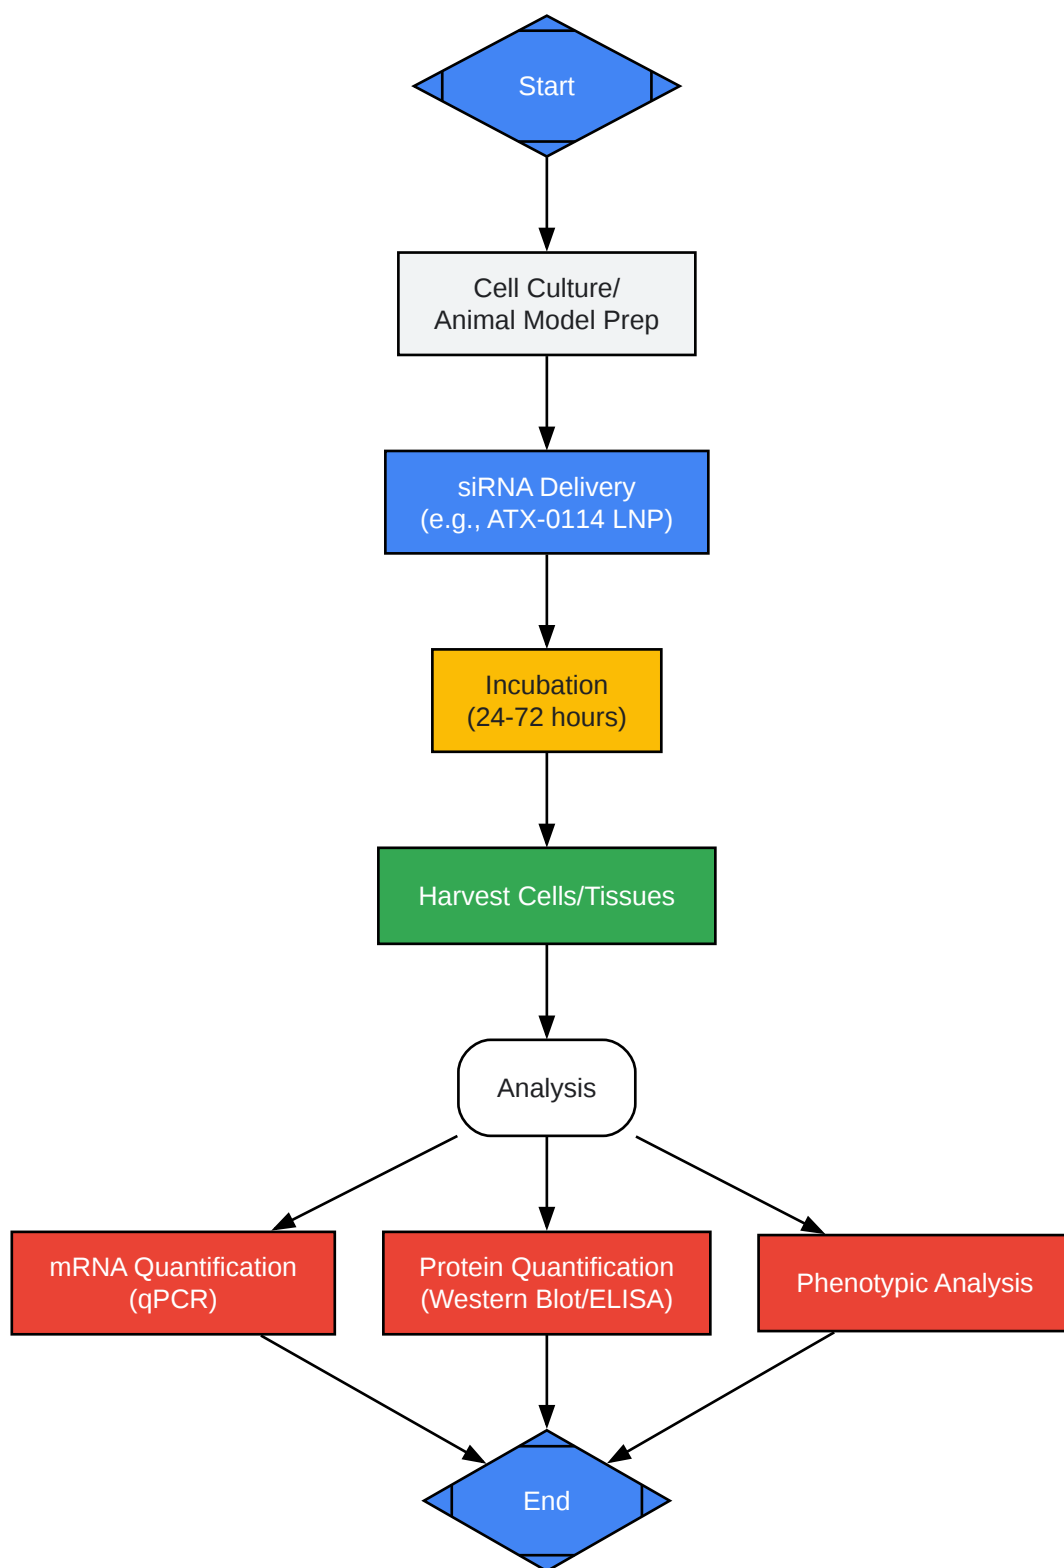 Start
Cell Culture/
Animal Model Prep
siRNA Delivery
(e.g., ATX-0114 LNP)
Incubation
(24-72 hours)
Harvest Cells/Tissues
Analysis
mRNA Quantification
(qPCR)
Protein Quantification
(Western Blot/ELISA)
Phenotypic Analysis
End